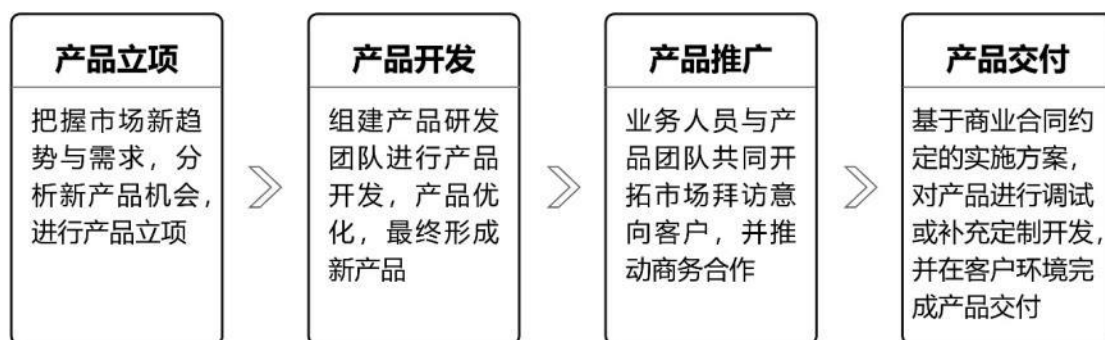 产品立项
把握市场新趋
势与需求，分
析新产品机会，
进行产品立项
产品开发
组建产品研发
团队进行产品
开发，产品优
化，最终形成
新产品
产品推广
业务人员与产
品团队共同开
拓市场拜访意
向客户，并推
动商务合作
产品交付
基于商业合同约
定的实施方案，
对产品进行调试
或补充定制开发，
并在客户环境完
成产品交付